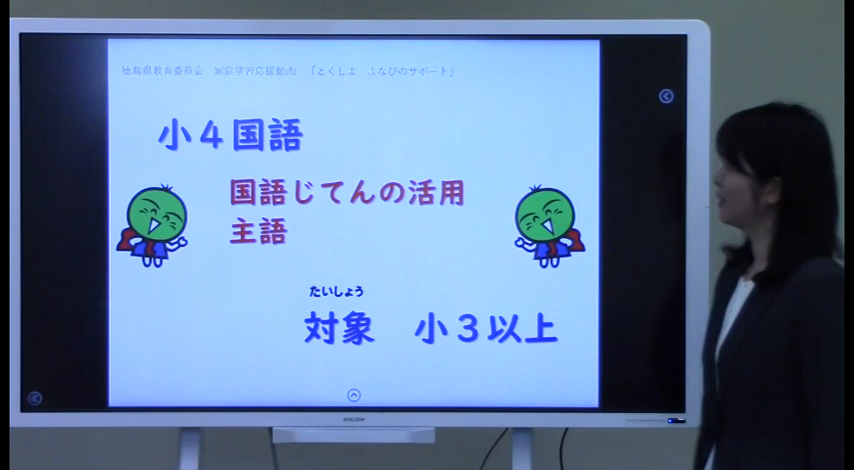 徳島県教育委員会 家庭学習応援動画 「とくしま まなびのサポート」
小４国語
国語じてんの活用
主語
たいしょう
対象 小３以上
RICOH